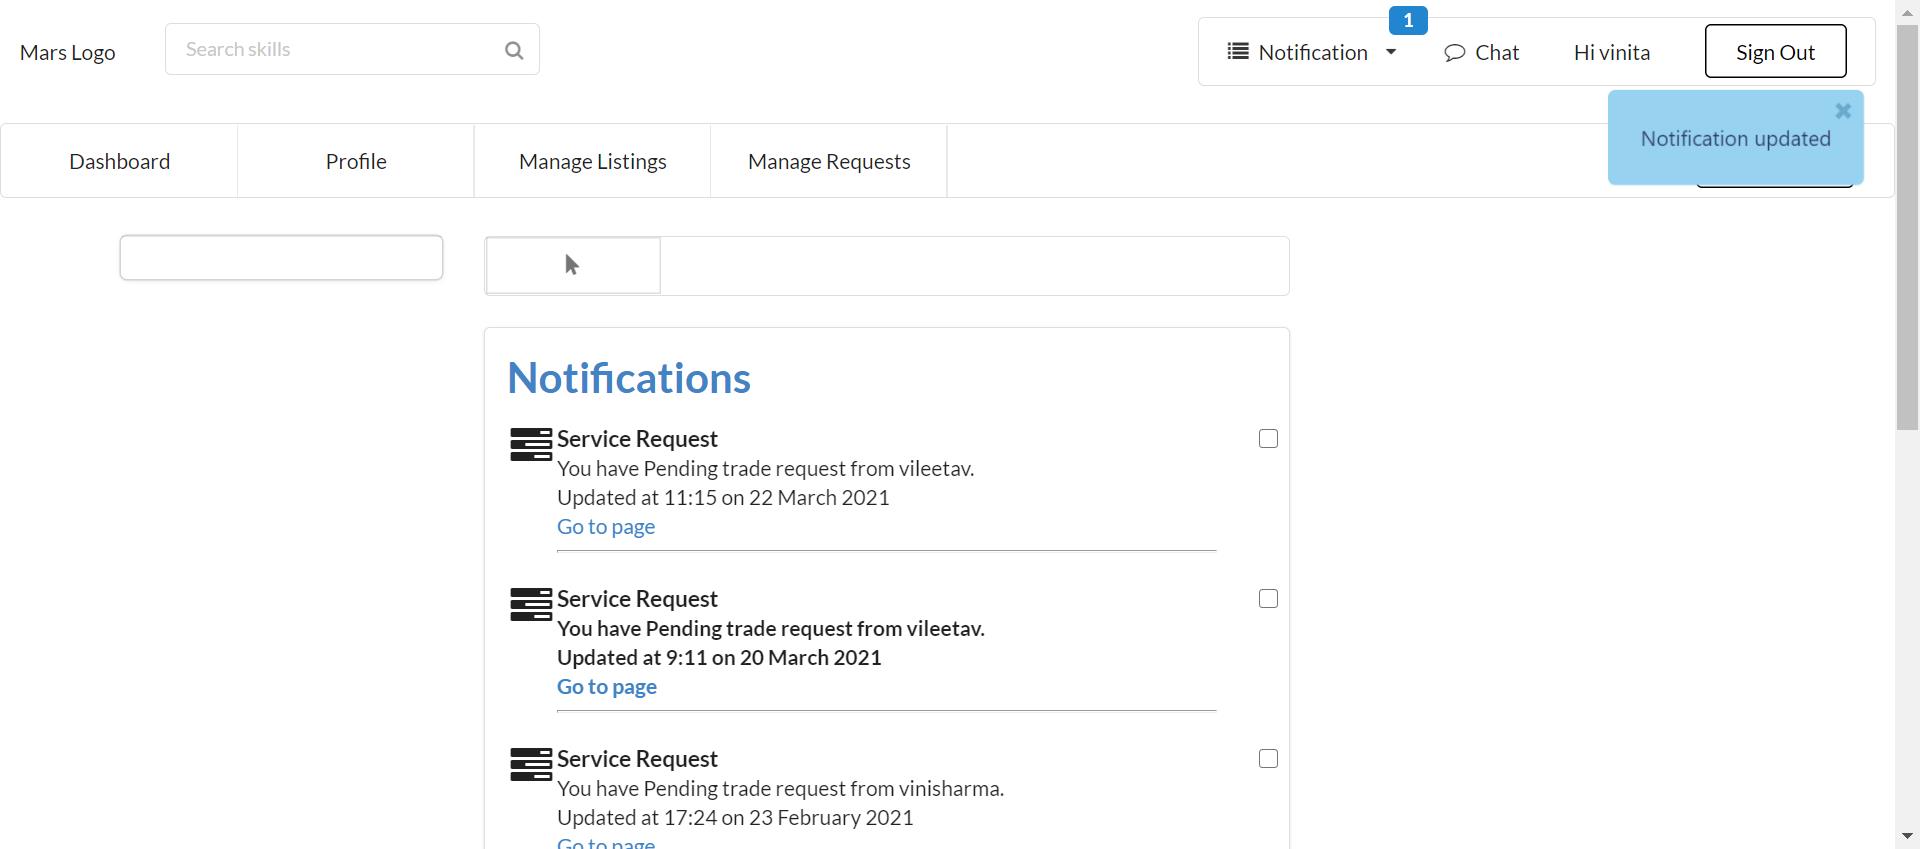 Mars Logo
Search skills
Notification
1
Chat
Hi vinita
Sign Out
Notification updated
Dashboard
Profile
Manage Listings
Manage Requests
Notifications
Service Request
You have Pending trade request from vileetav.
Updated at 11:15 on 22 March 2021
Go to page
Service Request
You have Pending trade request from vileetav.
Updated at 9:11 on 20 March 2021
Go to page
Service Request
You have Pending trade request from vinisharma.
Updated at 17:24 on 23 February 2021
Go to page